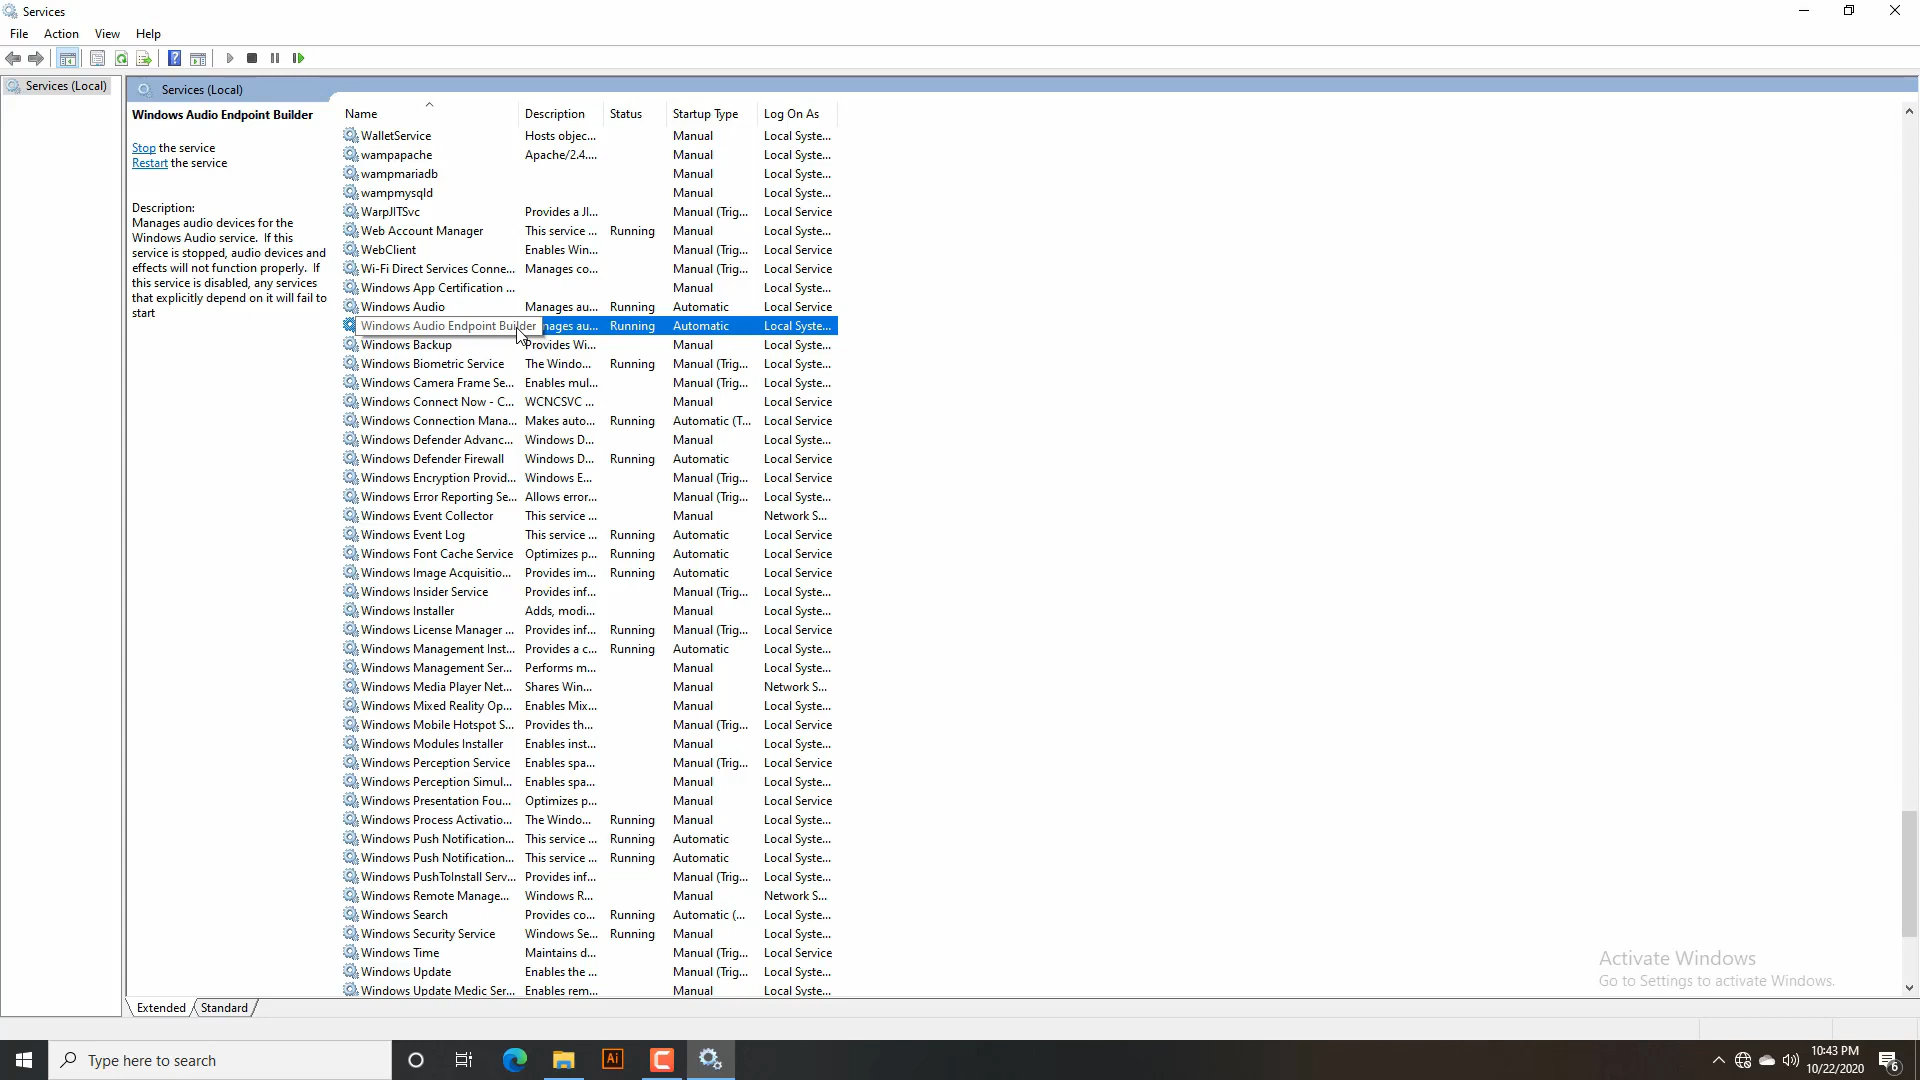 Services
File Action View Help
Services (Local)
Services (Local)
Windows Audio Endpoint Builder
Stop the service
Restart the service
Description:
Manages audio devices for the
Windows Audio service. If this
service is stopped, audio devices and
effects will not function properly. If
this service is disabled, any services
that explicitly depend on it will fail to
start
Name Description Status Startup Type Log On As
WalletService Hosts objec... Manual Local Syste...
wampapache Apache/2.4.... Manual Local Syste...
wampmariadb Manual Local Syste...
wampmysqld Manual Local Syste...
WarpJITSvc Provides a JI... Manual (Trig... Local Service
Web Account Manager This service ... Running Manual Local Syste...
WebClient Enables Win... Manual (Trig... Local Service
Wi-Fi Direct Services Conne... Manages co... Manual (Trig... Local Service
Windows App Certification ... Manual Local Syste...
Windows Audio Manages au... Running Automatic Local Service
Windows Audio Endpoint Builder nages au... Running Automatic Local Syste...
Windows Backup Provides Wi... Manual Local Syste...
Windows Biometric Service The Windo... Running Manual (Trig... Local Syste...
Windows Camera Frame Se... Enables mul... Manual (Trig... Local Syste...
Windows Connect Now - C... WCNCSVC ... Manual Local Service
Windows Connection Mana... Makes auto... Running Automatic (T... Local Service
Windows Defender Advanc... Windows D... Manual Local Syste...
Windows Defender Firewall Windows D... Running Automatic Local Service
Windows Encryption Provid... Windows E... Manual (Trig... Local Service
Windows Error Reporting Se... Allows error... Manual (Trig... Local Syste...
Windows Event Collector This service ... Manual Network S...
Windows Event Log This service ... Running Automatic Local Service
Windows Font Cache Service Optimizes p... Running Automatic Local Service
Windows Image Acquisitio... Provides im... Running Automatic Local Service
Windows Insider Service Provides inf... Manual (Trig... Local Syste...
Windows Installer Adds, modi... Manual Local Syste...
Windows License Manager ... Provides inf... Running Manual (Trig... Local Service
Windows Management Inst... Provides a c... Running Automatic Local Syste...
Windows Management Ser... Performs m... Manual Local Syste...
Windows Media Player Net... Shares Win... Manual Network S...
Windows Mixed Reality Op... Enables Mix... Manual Local Syste...
Windows Mobile Hotspot S... Provides th... Manual (Trig... Local Service
Windows Modules Installer Enables inst... Manual Local Syste...
Windows Perception Service Enables spa... Manual (Trig... Local Service
Windows Perception Simul... Enables spa... Manual Local Syste...
Windows Presentation Fou... Optimizes p... Manual Local Service
Windows Process Activatio... The Windo... Running Manual Local Syste...
Windows Push Notification... This service ... Running Automatic Local Syste...
Windows Push Notification... This service ... Running Automatic Local Syste...
Windows PushToInstall Serv... Provides inf... Manual (Trig... Local Syste...
Windows Remote Manage... Windows R... Manual Network S...
Windows Search Provides co... Running Automatic (... Local Syste...
Windows Security Service Windows Se... Running Manual Local Syste...
Windows Time Maintains d... Manual (Trig... Local Service
Windows Update Enables the ... Manual (Trig... Local Syste...
Windows Update Medic Ser... Enables rem... Manual Local Syste...
Activate Windows
Go to Settings to activate Windows.
Extended Standard
Type here to search
Ai
10:43 PM
10/22/2020
6